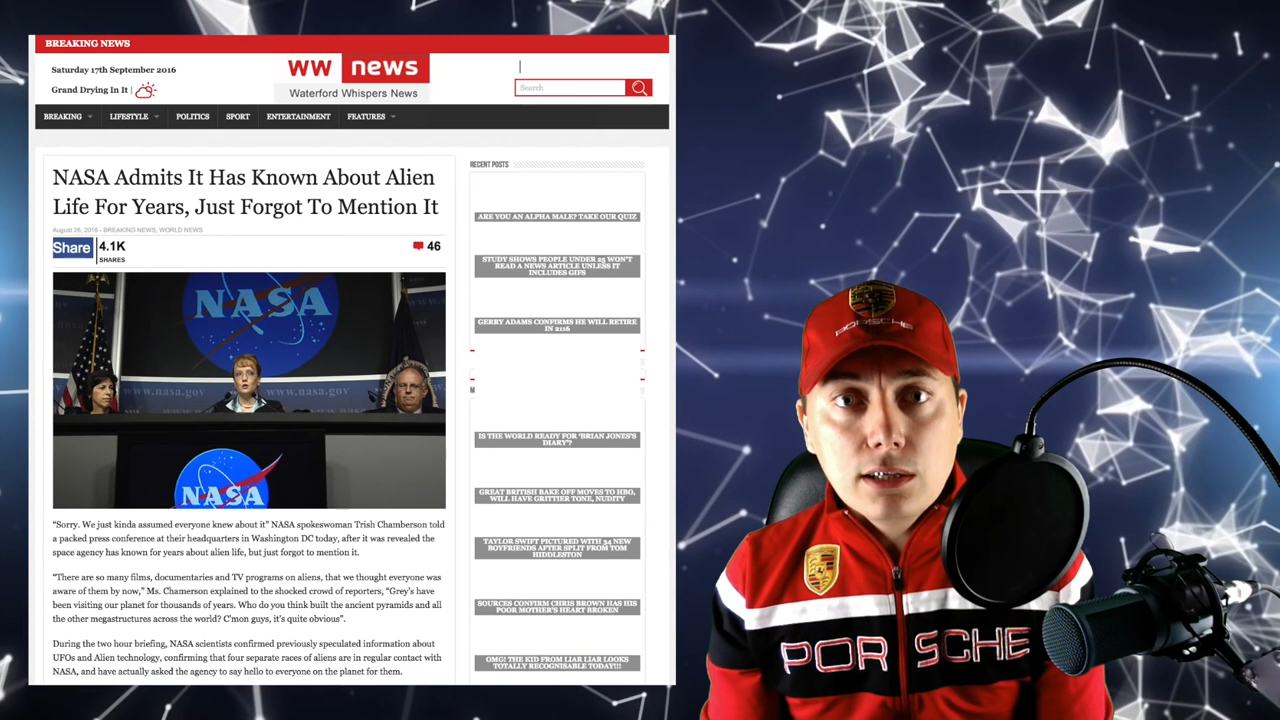 BREAKING NEWS
Saturday 17th September 2016
Grand Drying In It |
ww news
Waterford Whispers News
Search
BREAKING LIFESTYLE POLITICS SPORT ENTERTAINMENT FEATURES
NASA Admits It Has Known About Alien
Life For Years, Just Forgot To Mention It
August 26, 2016 - BREAKING NEWS, WORLD NEWS
Share 4.1K
SHARES
46
NASA
www.nasa.gov
NASA
“Sorry. We just kinda assumed everyone knew about it” NASA spokeswoman Trish Chamberson told
a packed press conference at their headquarters in Washington DC today, after it was revealed the
space agency has known for years about alien life, but just forgot to mention it.
“There are so many films, documentaries and TV programs on aliens, that we thought everyone was
aware of them by now,” Ms. Chamerson explained to the shocked crowd of reporters, “Grey’s have
been visiting our planet for thousands of years. Who do you think built the ancient pyramids and all
the other megastructures across the world? C’mon guys, it’s quite obvious”.
During the two hour briefing, NASA scientists confirmed previously speculated information about
UFOs and Alien technology, confirming that four separate races of aliens are in regular contact with
NASA, and have actually asked the agency to say hello to everyone on the planet for them.
RECENT POSTS
ARE YOU AN ALPHA MALE? TAKE OUR QUIZ
STUDY SHOWS PEOPLE UNDER 25 WON’T
READ A NEWS ARTICLE UNLESS IT
INCLUDES GIFS
GERRY ADAMS CONFIRMS HE WILL RETIRE
IN 2116
IS THE WORLD READY FOR ‘BRIAN JONES’S
DIARY’?
GREAT BRITISH BAKE OFF MOVES TO HBO,
WILL HAVE GRITTIER TONE, NUDITY
TAYLOR SWIFT PICTURED WITH 34 NEW
BOYFRIENDS AFTER SPLIT FROM TOM
HIDDLESTON
SOURCES CONFIRM CHRIS BROWN HAS HIS
POOR MOTHER’S HEART BROKEN
OMG! THE KID FROM LIAR LIAR LOOKS
TOTALLY RECOGNISABLE TODAY!!!
PORSCHE
PORSCHE